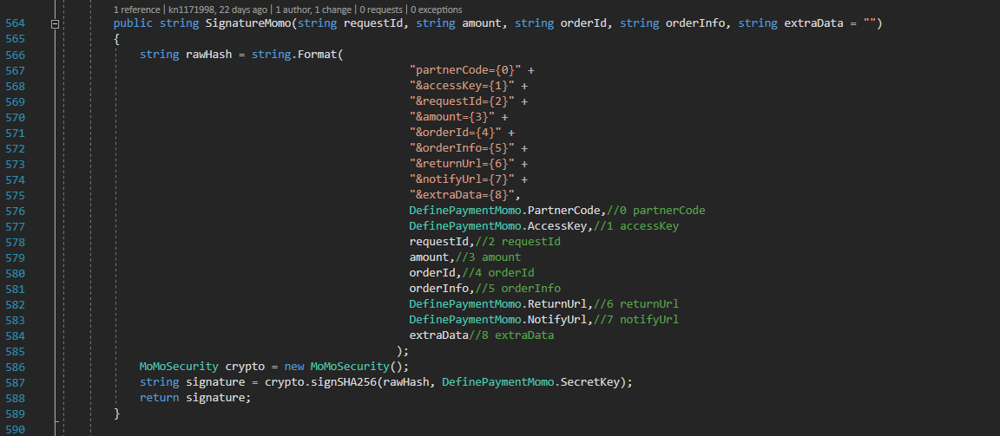 1 reference | kn1171998, 22 days ago | 1 author, 1 change | 0 requests | 0 exceptions
564 public string SignatureMomo(string requestId, string amount, string orderId, string orderInfo, string extraData = "")
565 {
566 string rawHash = string.Format(
567 "partnerCode={0}" +
568 "&accessKey={1}" +
569 "&requestId={2}" +
570 "&amount={3}" +
571 "&orderId={4}" +
572 "&orderInfo={5}" +
573 "&returnUrl={6}" +
574 "&notifyUrl={7}" +
575 "&extraData={8}",
576 DefinePaymentMomo.PartnerCode,//0 partnerCode
577 DefinePaymentMomo.AccessKey,//1 accessKey
578 requestId,//2 requestId
579 amount,//3 amount
580 orderId,//4 orderId
581 orderInfo,//5 orderInfo
582 DefinePaymentMomo.ReturnUrl,//6 returnUrl
583 DefinePaymentMomo.NotifyUrl,//7 notifyUrl
584 extraData//8 extraData
585 );
586 MoMoSecurity crypto = new MoMoSecurity();
587 string signature = crypto.signSHA256(rawHash, DefinePaymentMomo.SecretKey);
588 return signature;
589 }
590